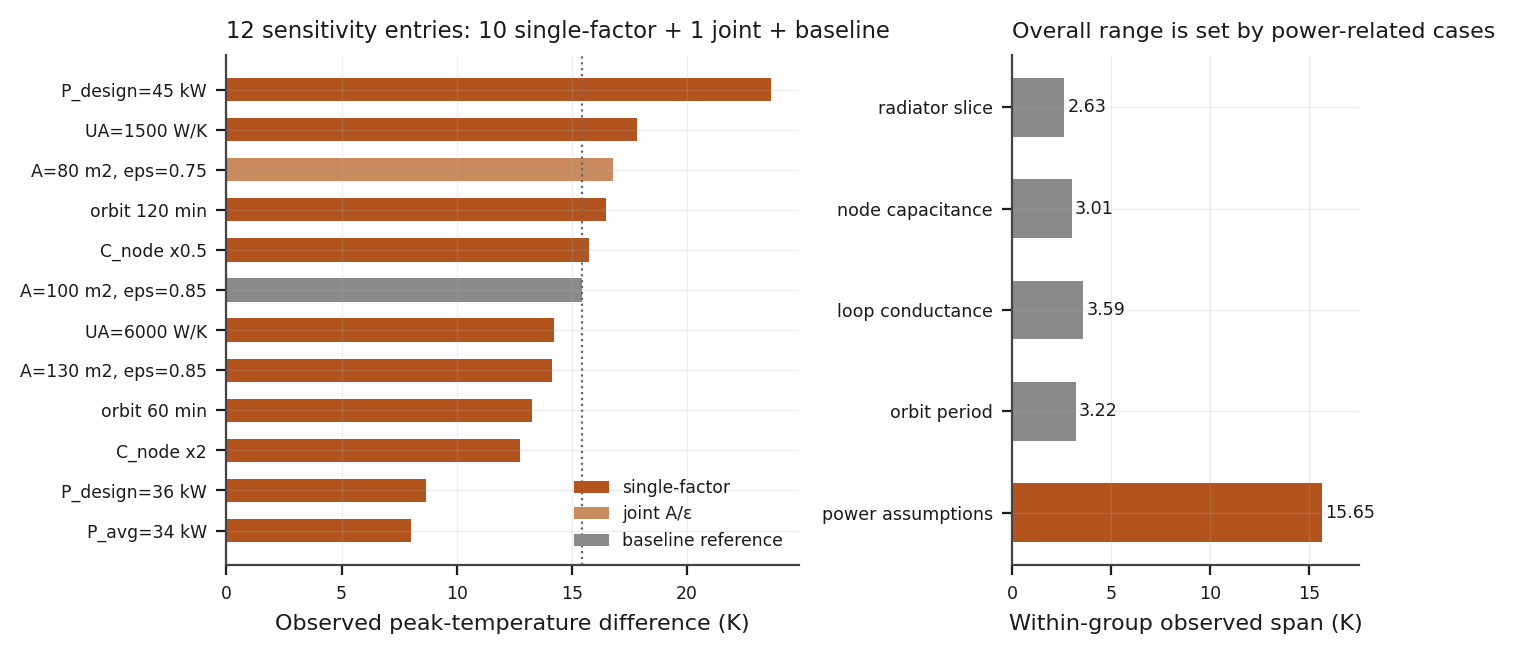 12 sensitivity entries: 10 single-factor + 1 joint + baseline
P_design=45 kW
UA=1500 W/K
A=80 m2, eps=0.75
orbit 120 min
C_node x0.5
A=100 m2, eps=0.85
UA=6000 W/K
A=130 m2, eps=0.85
orbit 60 min
C_node x2
P_design=36 kW
P_avg=34 kW
single-factor
joint A/ε
baseline reference
0 5 10 15 20
Observed peak-temperature difference (K)
Overall range is set by power-related cases
radiator slice 2.63
node capacitance 3.01
loop conductance 3.59
orbit period 3.22
power assumptions 15.65
0 5 10 15
Within-group observed span (K)